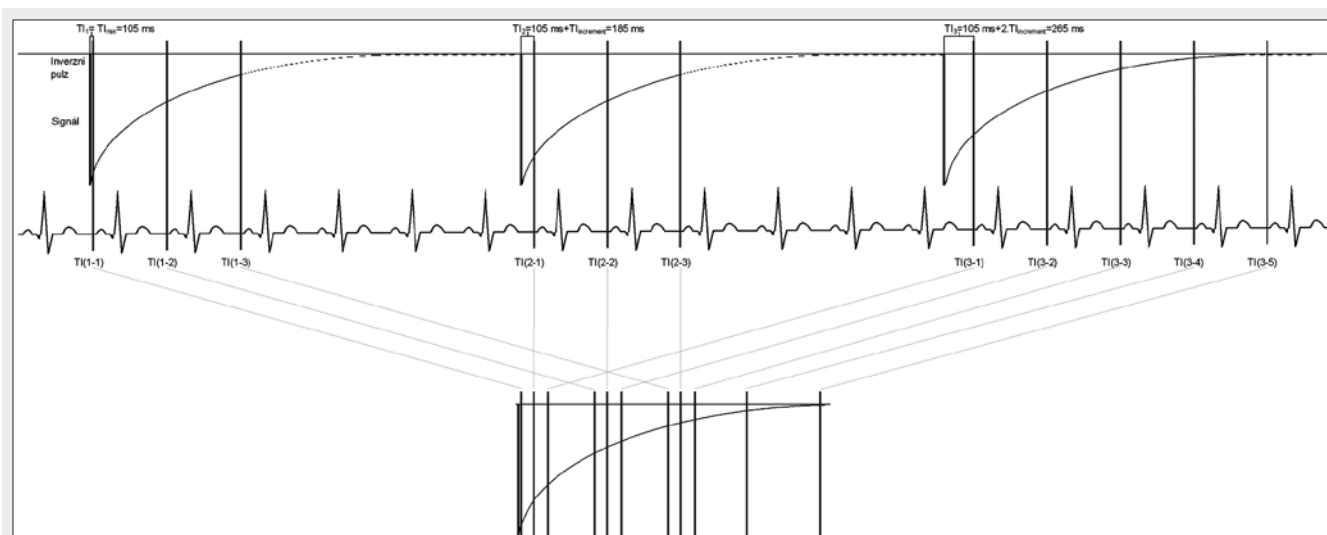 TI1= TImin=105 ms
TI2=105 ms+TIincrement=185 ms
TI3=105 ms+2.TIincrement=265 ms
Inverzní
pulz
Signál
TI(1-1) TI(1-2) TI(1-3) TI(2-1) TI(2-2) TI(2-3) TI(3-1) TI(3-2) TI(3-3) TI(3-4) TI(3-5)